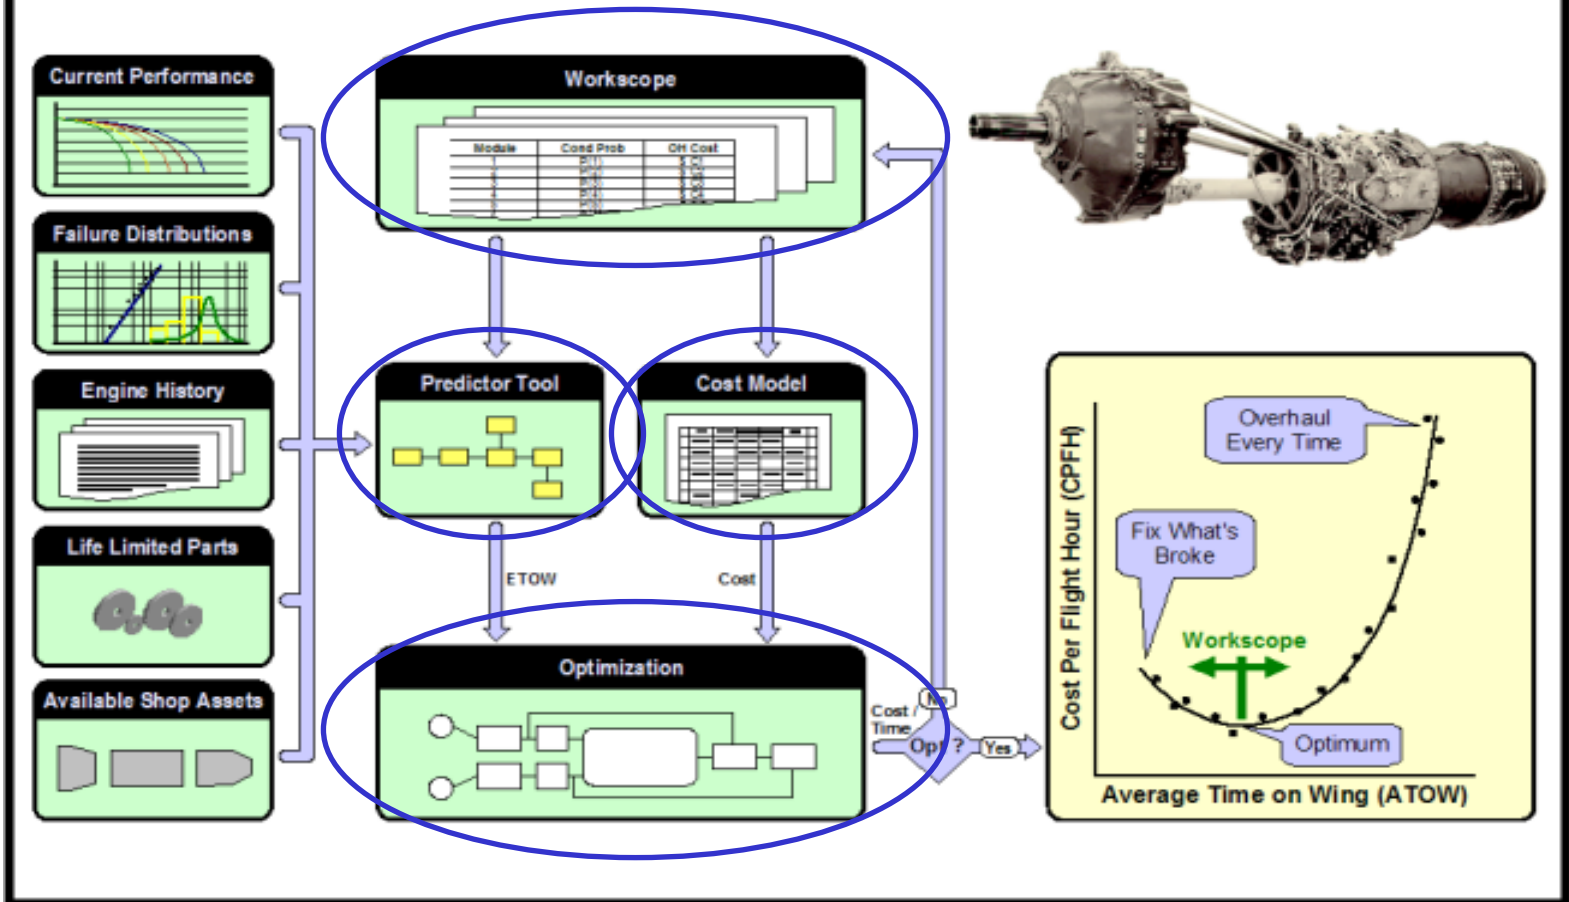 Current Performance
Failure Distributions
Engine History
Life Limited Parts
Available Shop Assets
Workscope
Module Cond Prob OH Cost
Predictor Tool
Cost Model
ETOW
Cost
Optimization
Cost /
Time
No
Opt ?
Yes
Cost Per Flight Hour (CPFH)
Overhaul
Every Time
Fix What's
Broke
Workscope
Optimum
Average Time on Wing (ATOW)